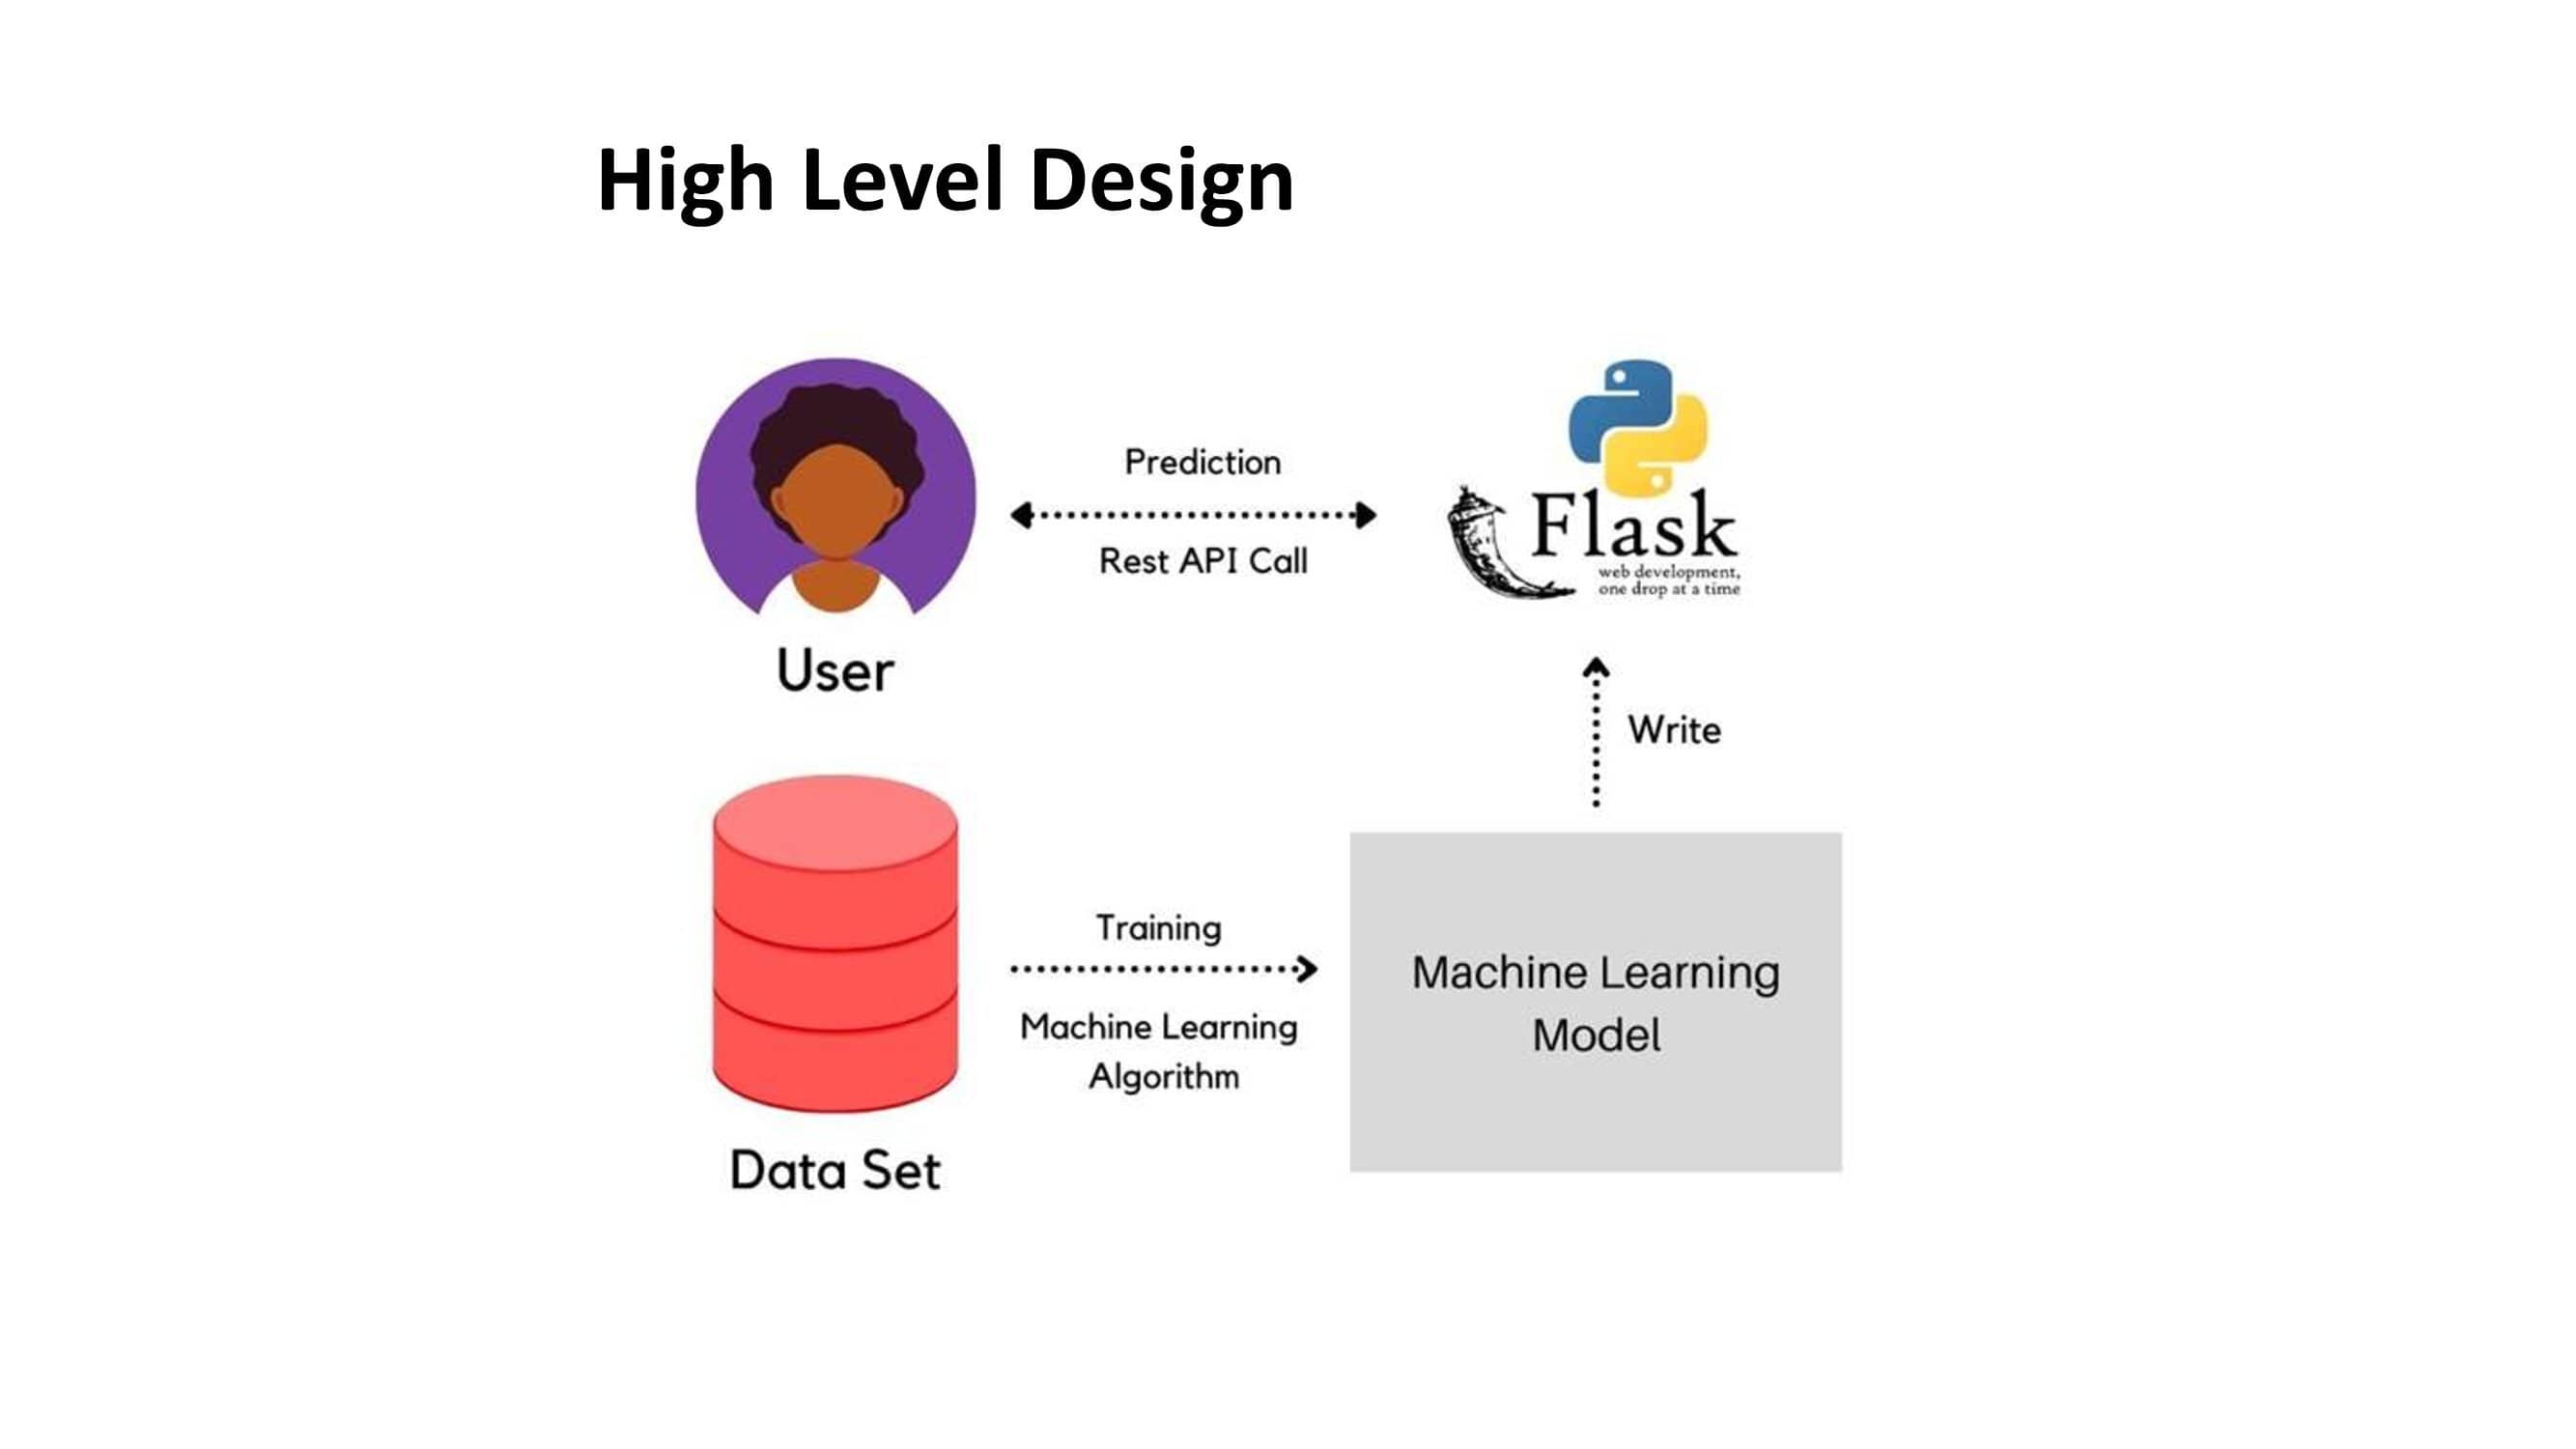 High Level Design
Prediction
Rest API Call
Flask
web development,
one drop at a time
User
Write
Training
Machine Learning
Algorithm
Machine Learning
Model
Data Set